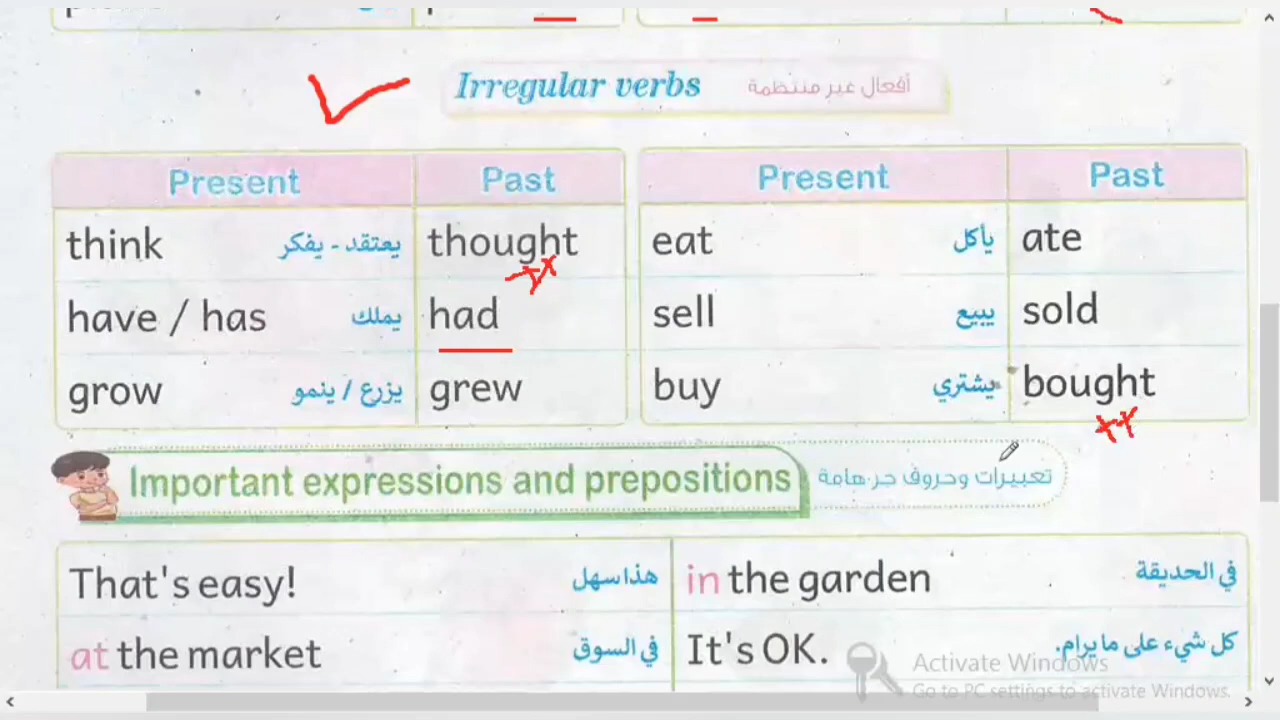 Irregular verbs أفعال غير منتظمة
Present Past Present Past
think يعتقد - يفكر thought eat يأكل ate
have / has يملك had sell يبيع sold
grow يزرع / ينمو grew buy يشتري bought
Important expressions and prepositions تعبيرات وحروف جر هامة
That's easy! هذا سهل in the garden في الحديقة
at the market في السوق It's OK. كل شيء على ما يرام.
Activate Windows
Go to PC settings to activate Windows.